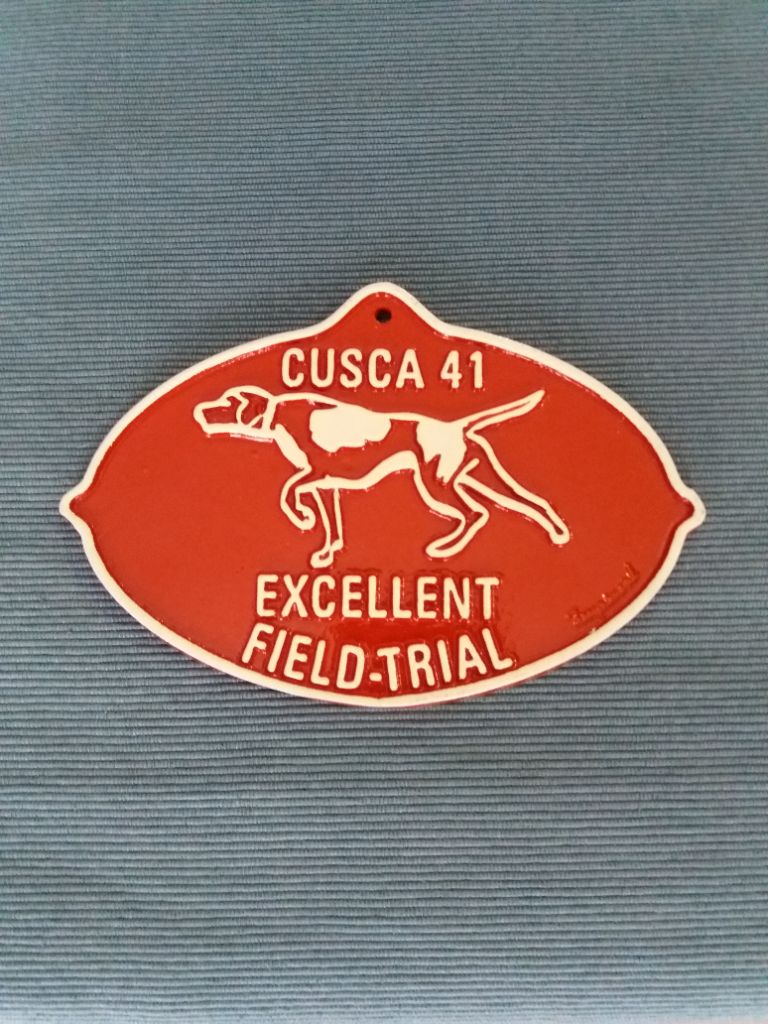 CUSCA 41
EXCELLENT
FIELD-TRIAL